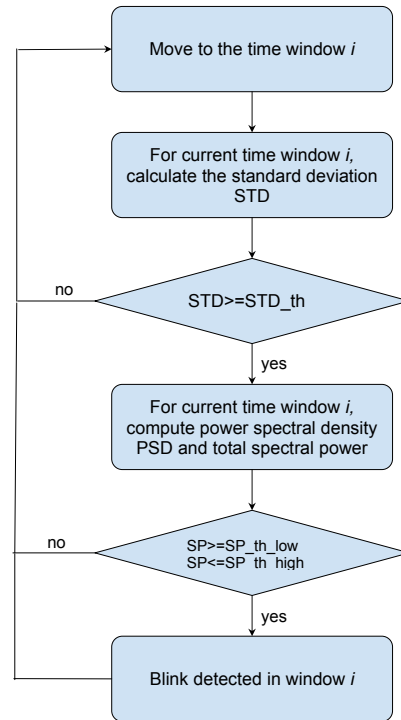 Move to the time window i
For current time window i,
calculate the standard deviation
STD
no
STD>=STD_th
yes
For current time window i,
compute power spectral density
PSD and total spectral power
no
SP>=SP_th_low
SP<=SP_th_high
yes
Blink detected in window i